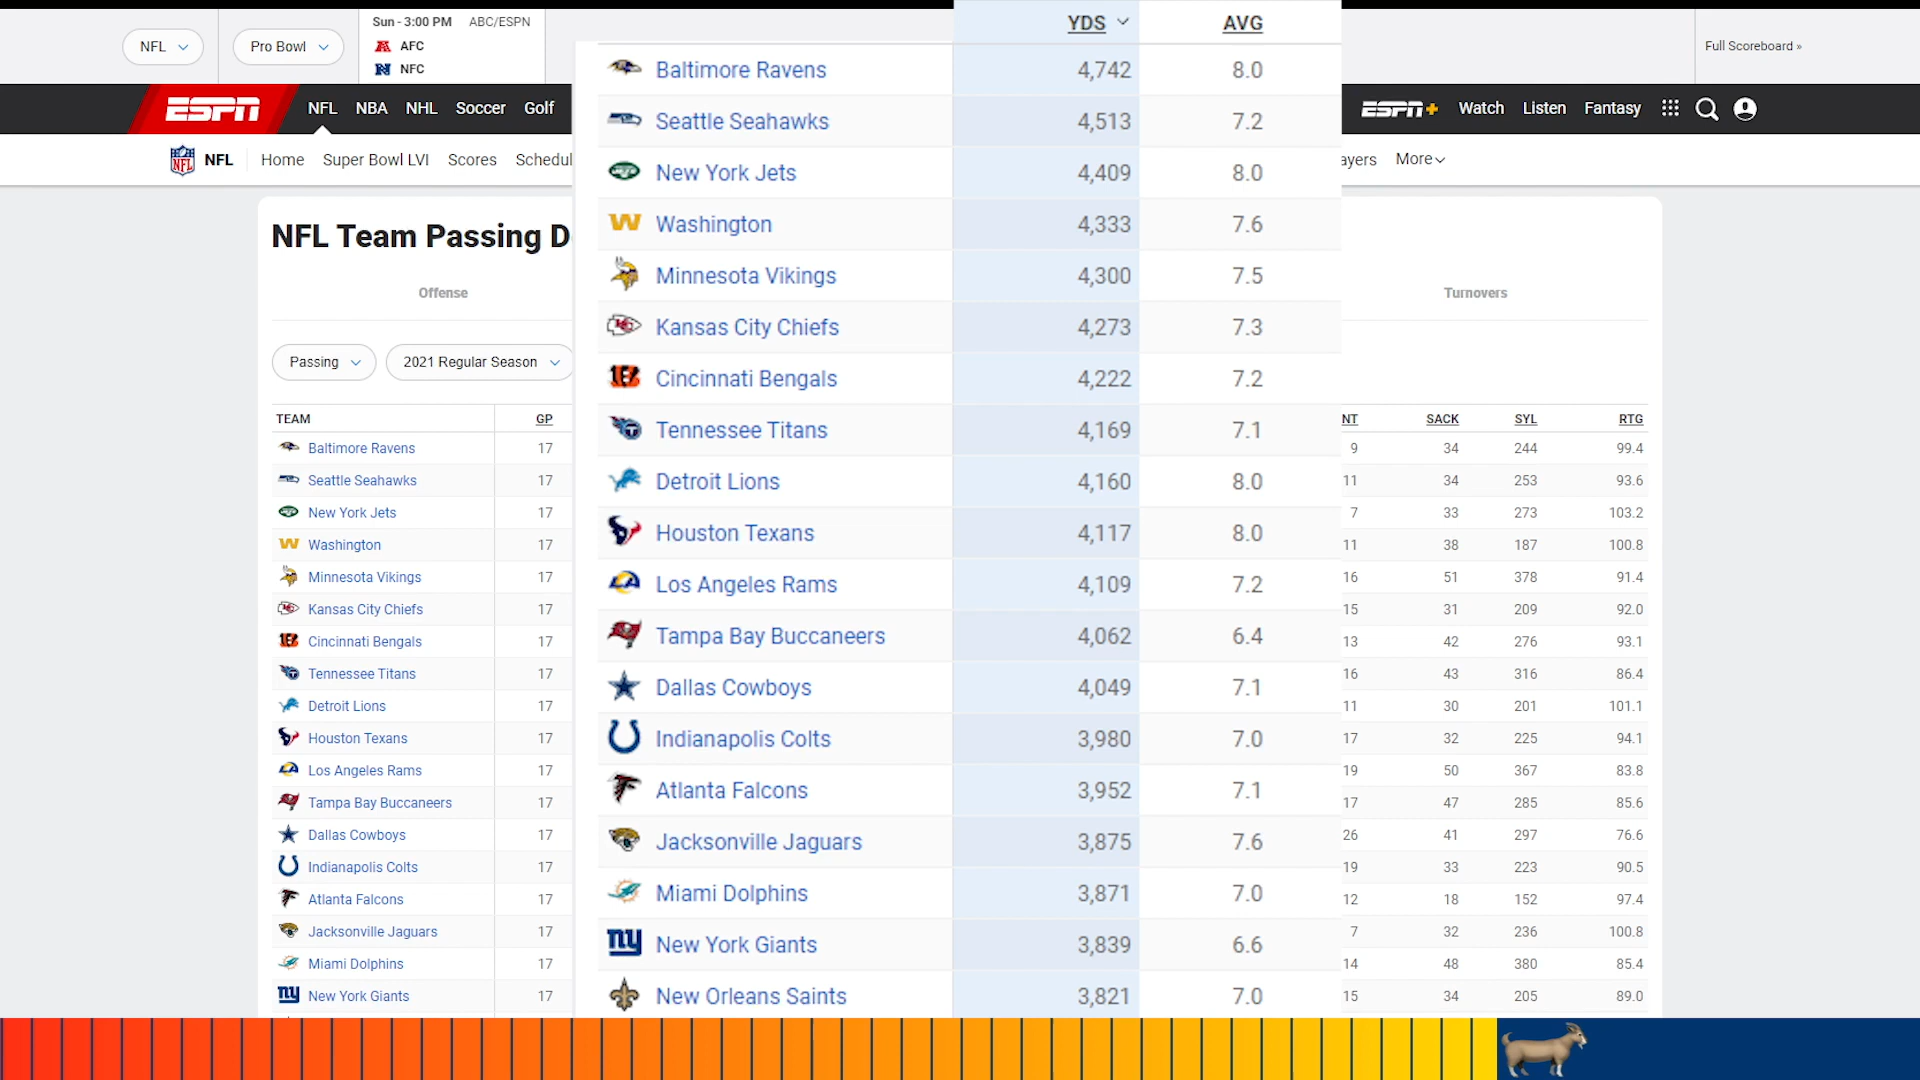 Sun - 3:00 PM ABC/ESPN
NFL Pro Bowl AFC Full Scoreboard »
NFC
YDS AVG
ESPN NFL NBA NHL Soccer Golf ESPN+ Watch Listen Fantasy
NFL Home Super Bowl LVI Scores Schedul ayers More
NFL Team Passing D
Offense Turnovers
Passing 2021 Regular Season
Baltimore Ravens 4,742 8.0
Seattle Seahawks 4,513 7.2
New York Jets 4,409 8.0
Washington 4,333 7.6
Minnesota Vikings 4,300 7.5
Kansas City Chiefs 4,273 7.3
Cincinnati Bengals 4,222 7.2
Tennessee Titans 4,169 7.1
Detroit Lions 4,160 8.0
Houston Texans 4,117 8.0
Los Angeles Rams 4,109 7.2
Tampa Bay Buccaneers 4,062 6.4
Dallas Cowboys 4,049 7.1
Indianapolis Colts 3,980 7.0
Atlanta Falcons 3,952 7.1
Jacksonville Jaguars 3,875 7.6
Miami Dolphins 3,871 7.0
New York Giants 3,839 6.6
New Orleans Saints 3,821 7.0
TEAM GP NT SACK SYL RTG
Baltimore Ravens 17 9 34 244 99.4
Seattle Seahawks 17 11 34 253 93.6
New York Jets 17 7 33 273 103.2
Washington 17 11 38 187 100.8
Minnesota Vikings 17 16 51 378 91.4
Kansas City Chiefs 17 15 31 209 92.0
Cincinnati Bengals 17 13 42 276 93.1
Tennessee Titans 17 16 43 316 86.4
Detroit Lions 17 11 30 201 101.1
Houston Texans 17 17 32 225 94.1
Los Angeles Rams 17 19 50 367 83.8
Tampa Bay Buccaneers 17 17 47 285 85.6
Dallas Cowboys 17 26 41 297 76.6
Indianapolis Colts 17 19 33 223 90.5
Atlanta Falcons 17 12 18 152 97.4
Jacksonville Jaguars 17 7 32 236 100.8
Miami Dolphins 17 14 48 380 85.4
New York Giants 17 15 34 205 89.0